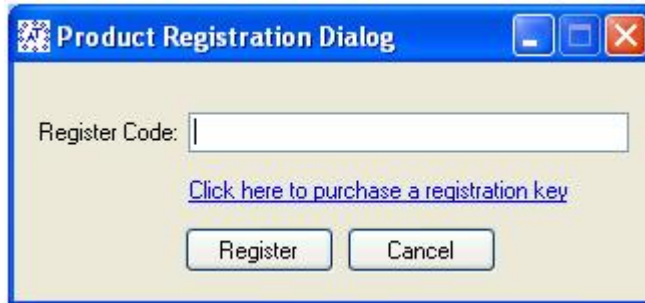 Product Registration Dialog
Register Code:
Click here to purchase a registration key
Register Cancel